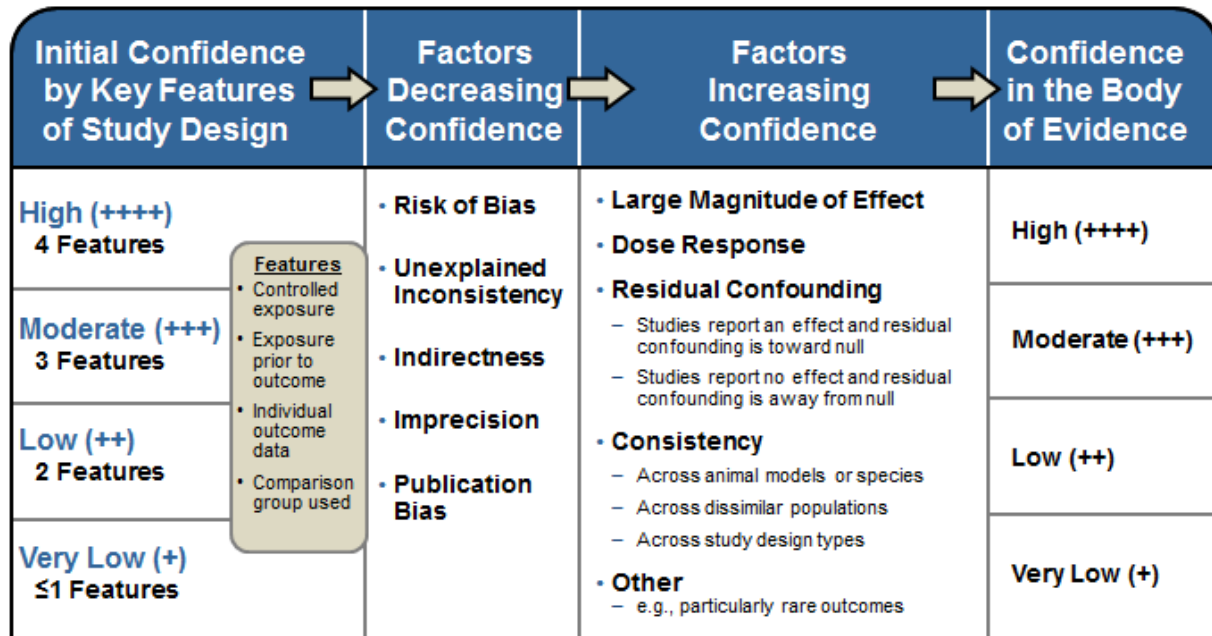 Initial Confidence
by Key Features
of Study Design
Factors
Decreasing
Confidence
Factors
Increasing
Confidence
Confidence
in the Body
of Evidence
High (++++)
4 Features
Moderate (+++)
3 Features
Low (++)
2 Features
Very Low (+)
≤1 Features
Features
• Controlled
exposure
• Exposure
prior to
outcome
• Individual
outcome
data
• Comparison
group used
• Risk of Bias
• Unexplained
Inconsistency
• Indirectness
• Imprecision
• Publication
Bias
• Large Magnitude of Effect
• Dose Response
• Residual Confounding
– Studies report an effect and residual
confounding is toward null
– Studies report no effect and residual
confounding is away from null
• Consistency
– Across animal models or species
– Across dissimilar populations
– Across study design types
• Other
– e.g., particularly rare outcomes
High (++++)
Moderate (+++)
Low (++)
Very Low (+)